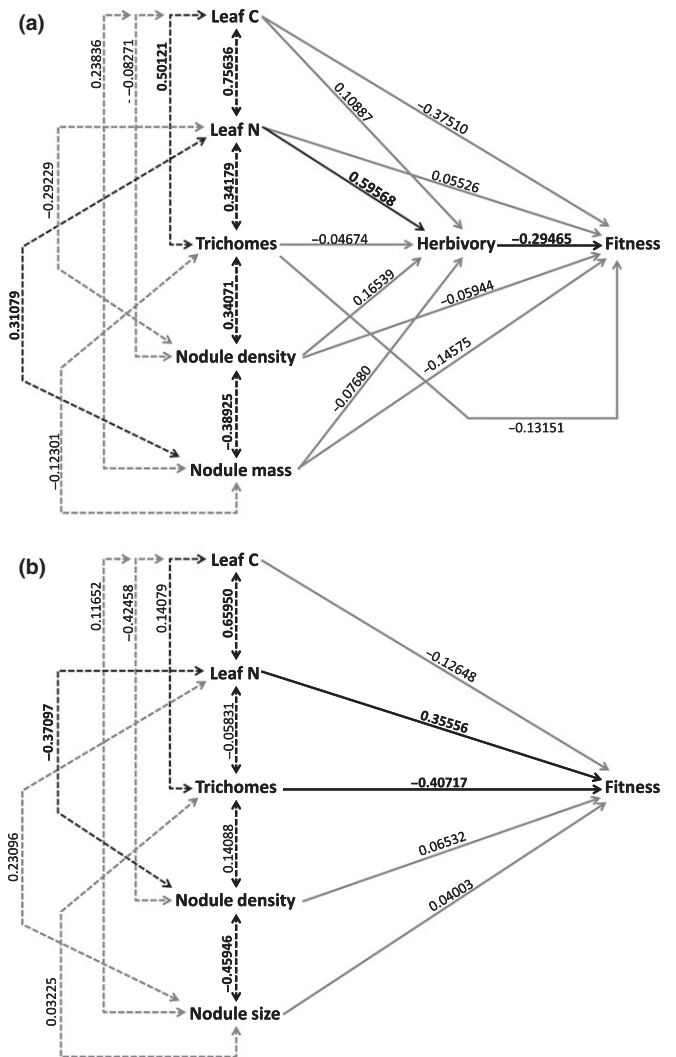 (a)
Leaf C
0.23836
- −0.08271
0.50121
0.75636
0.10887
−0.37510
Leaf N
−0.29229
0.34179
0.59568
0.05526
Trichomes
−0.04674
Herbivory
−0.29465
Fitness
0.31079
0.34071
0.16539
−0.05944
Nodule density
−0.14575
−0.07680
−0.38925
−0.13151
−0.12301
Nodule mass
(b)
Leaf C
0.11652
−0.42458
0.14079
0.65950
−0.12648
Leaf N
−0.37097
−0.05831
0.35556
Trichomes
−0.40717
Fitness
0.23096
0.14088
0.06532
Nodule density
0.04003
−0.45946
0.03225
Nodule size